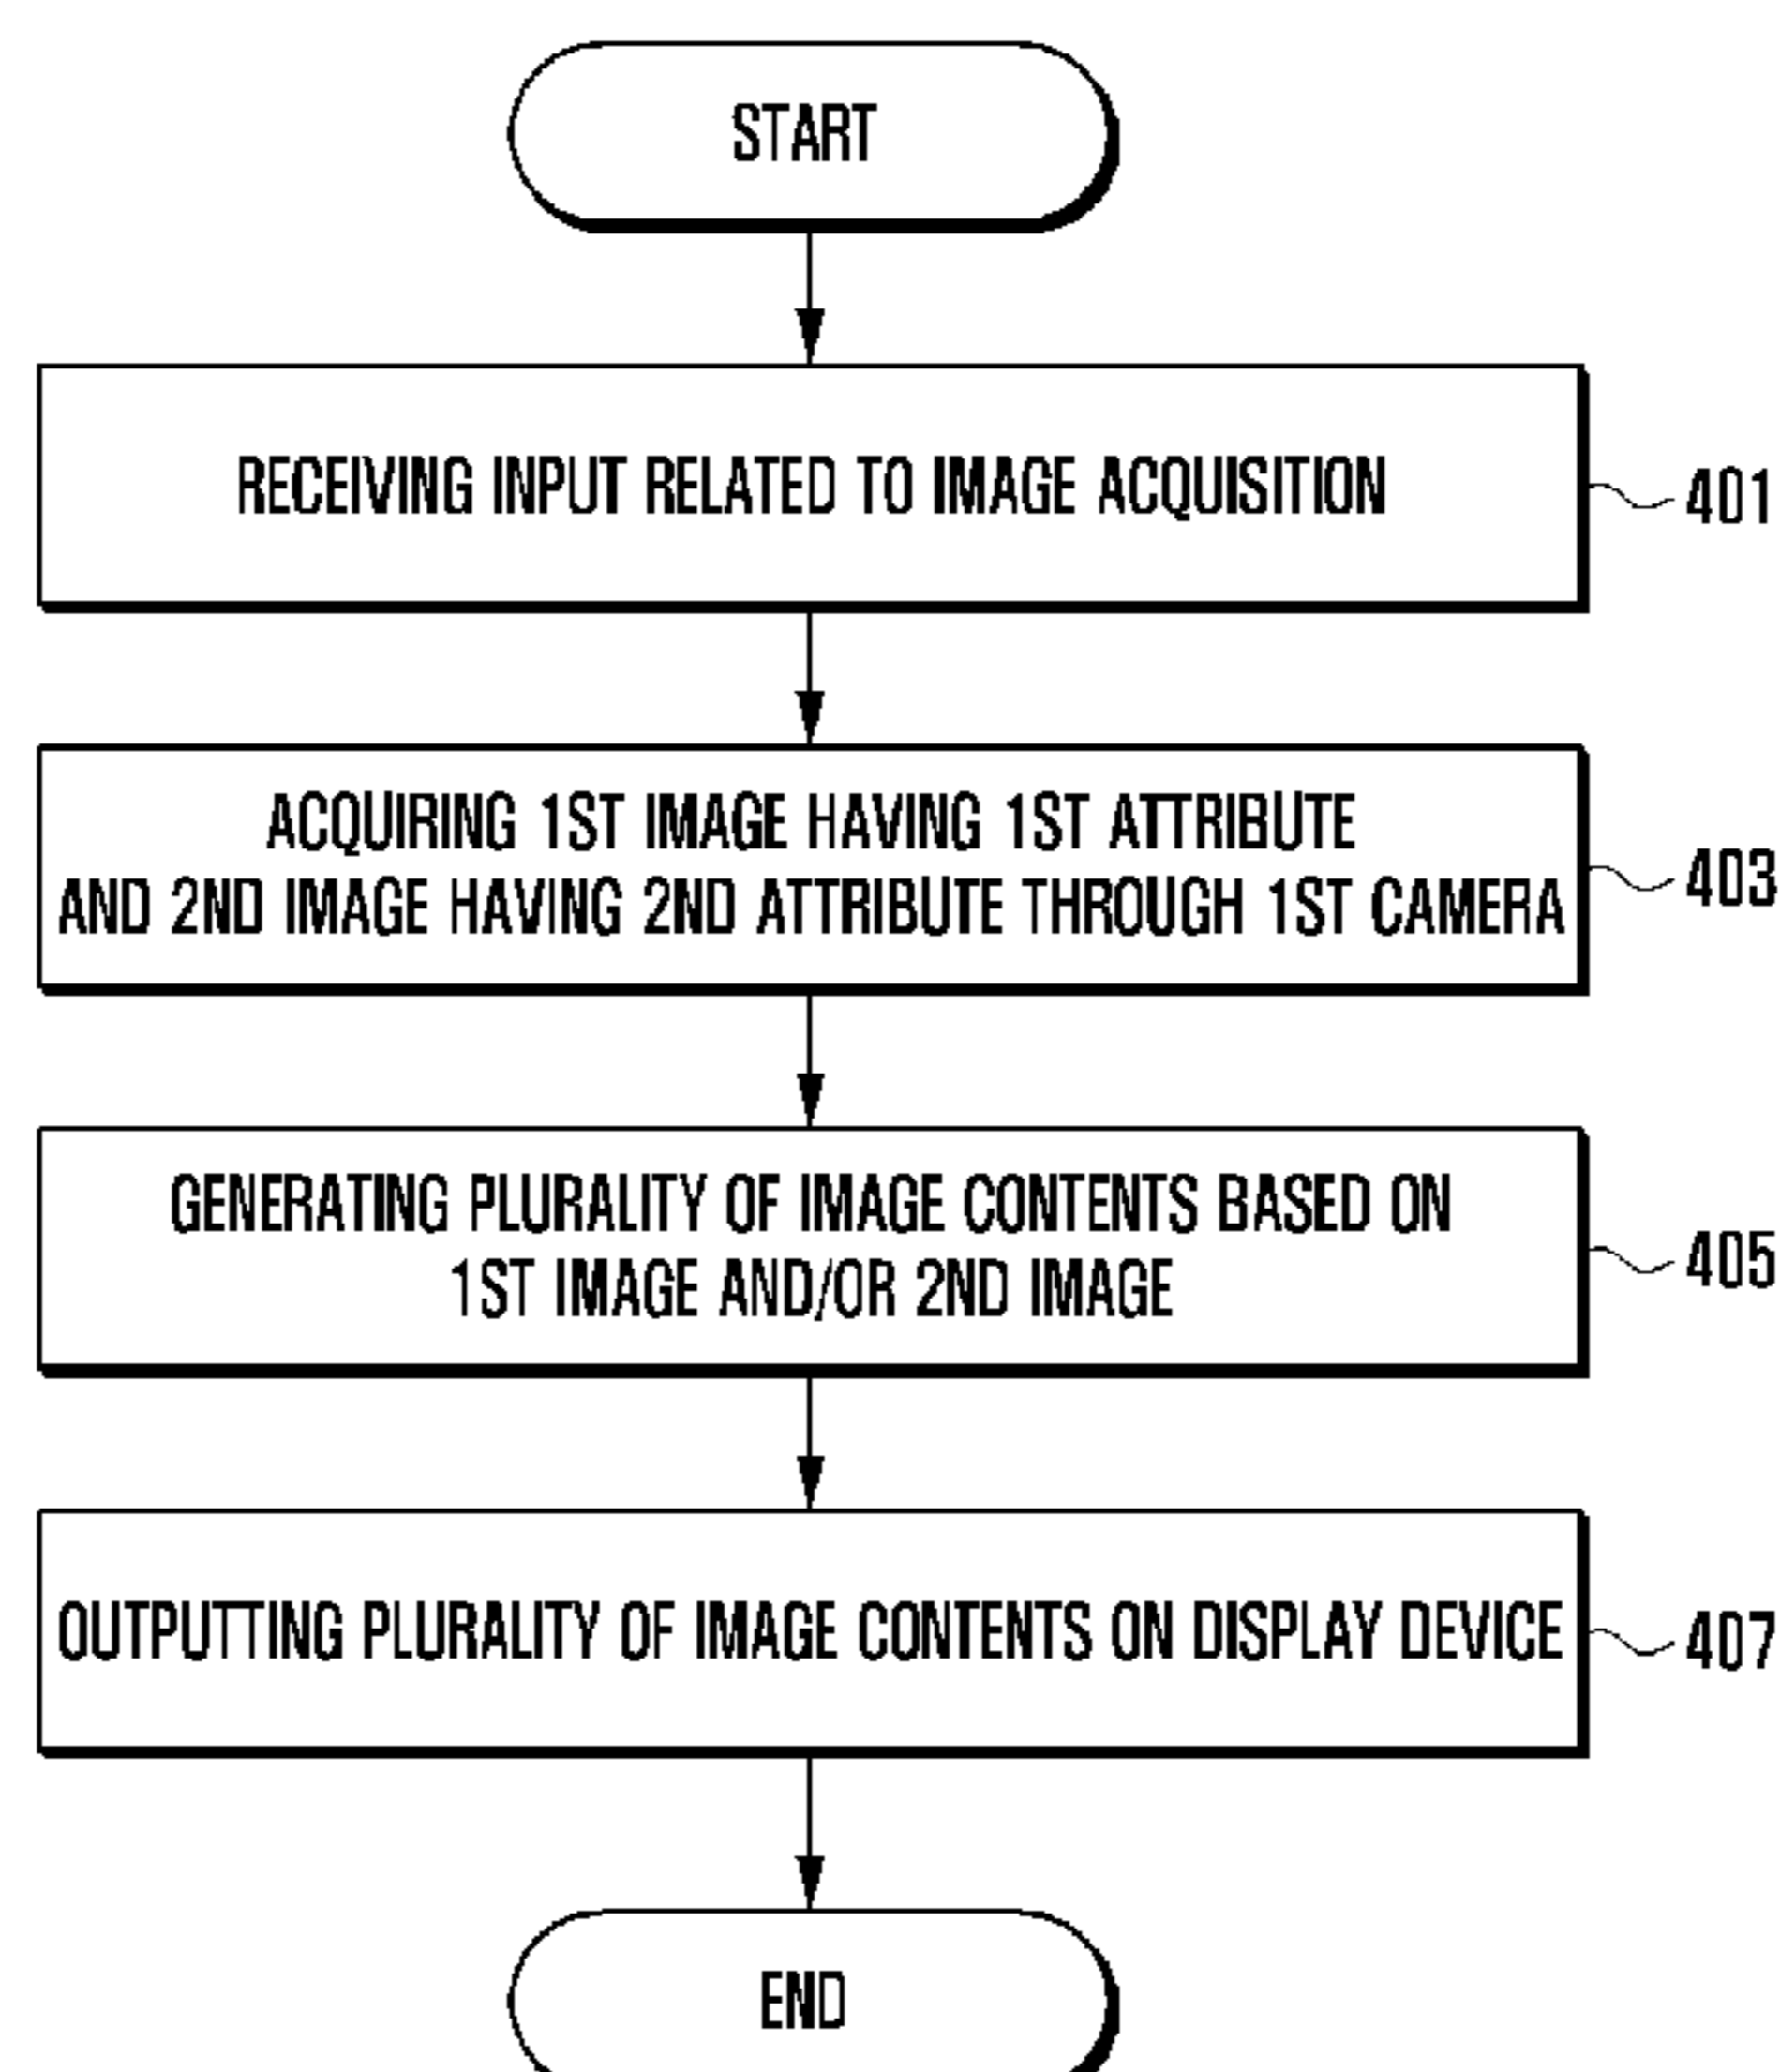 START
RECEIVING INPUT RELATED TO IMAGE ACQUISITION
401
ACQUIRING 1ST IMAGE HAVING 1ST ATTRIBUTE
AND 2ND IMAGE HAVING 2ND ATTRIBUTE THROUGH 1ST CAMERA
403
GENERATING PLURALITY OF IMAGE CONTENTS BASED ON
1ST IMAGE AND/OR 2ND IMAGE
405
OUTPUTTING PLURALITY OF IMAGE CONTENTS ON DISPLAY DEVICE
407
END